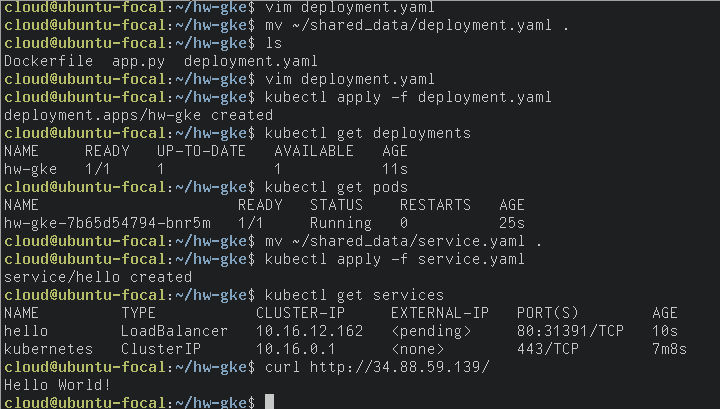 cloud@ubuntu-focal:~/hw-gke$ vim deployment.yaml
cloud@ubuntu-focal:~/hw-gke$ mv ~/shared_data/deployment.yaml .
cloud@ubuntu-focal:~/hw-gke$ ls
Dockerfile  app.py  deployment.yaml
cloud@ubuntu-focal:~/hw-gke$ vim deployment.yaml
cloud@ubuntu-focal:~/hw-gke$ kubectl apply -f deployment.yaml
deployment.apps/hw-gke created
cloud@ubuntu-focal:~/hw-gke$ kubectl get deployments
NAME     READY   UP-TO-DATE   AVAILABLE   AGE
hw-gke   1/1     1            1           11s
cloud@ubuntu-focal:~/hw-gke$ kubectl get pods
NAME                      READY   STATUS    RESTARTS   AGE
hw-gke-7b65d54794-bnr5m   1/1     Running   0          25s
cloud@ubuntu-focal:~/hw-gke$ mv ~/shared_data/service.yaml .
cloud@ubuntu-focal:~/hw-gke$ kubectl apply -f service.yaml
service/hello created
cloud@ubuntu-focal:~/hw-gke$ kubectl get services
NAME         TYPE           CLUSTER-IP     EXTERNAL-IP   PORT(S)        AGE
hello        LoadBalancer   10.16.12.162   <pending>     80:31391/TCP   10s
kubernetes   ClusterIP      10.16.0.1      <none>        443/TCP        7m8s
cloud@ubuntu-focal:~/hw-gke$ curl http://34.88.59.139/
Hello World!
cloud@ubuntu-focal:~/hw-gke$